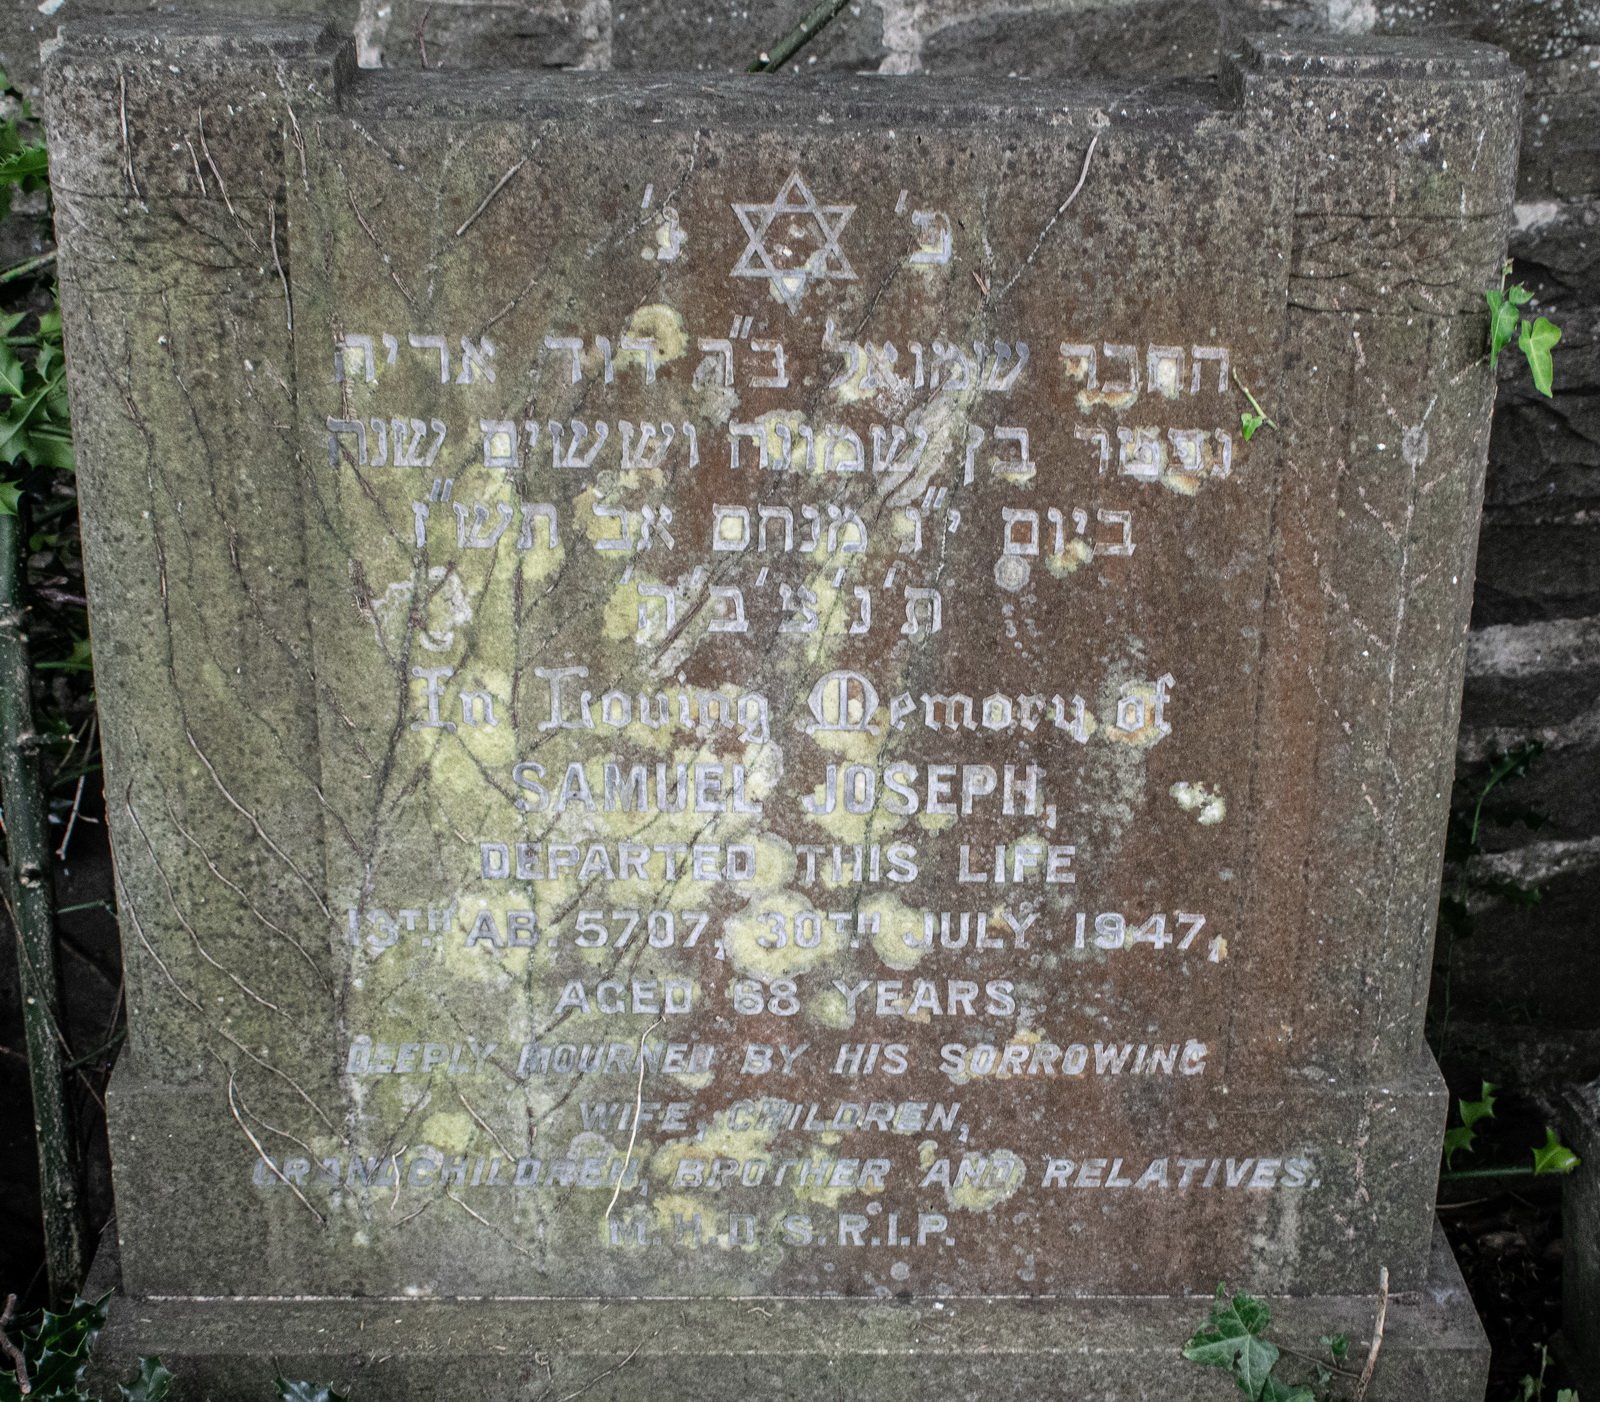 פ' נ'
החבר שמואל ב"ר דוד אריה
נפטר בן שמונה וששים שנה
ביום י"ג מנחם אב תש"ז
ת'נ'צ'ב'ה'
In Loving Memory of
SAMUEL JOSEPH,
DEPARTED THIS LIFE
13TH AB. 5707, 30TH JULY 1947,
AGED 68 YEARS
DEEPLY MOURNED BY HIS SORROWING
WIFE, CHILDREN,
GRANDCHILDREN, BROTHER AND RELATIVES.
M.H.D.S.R.I.P.